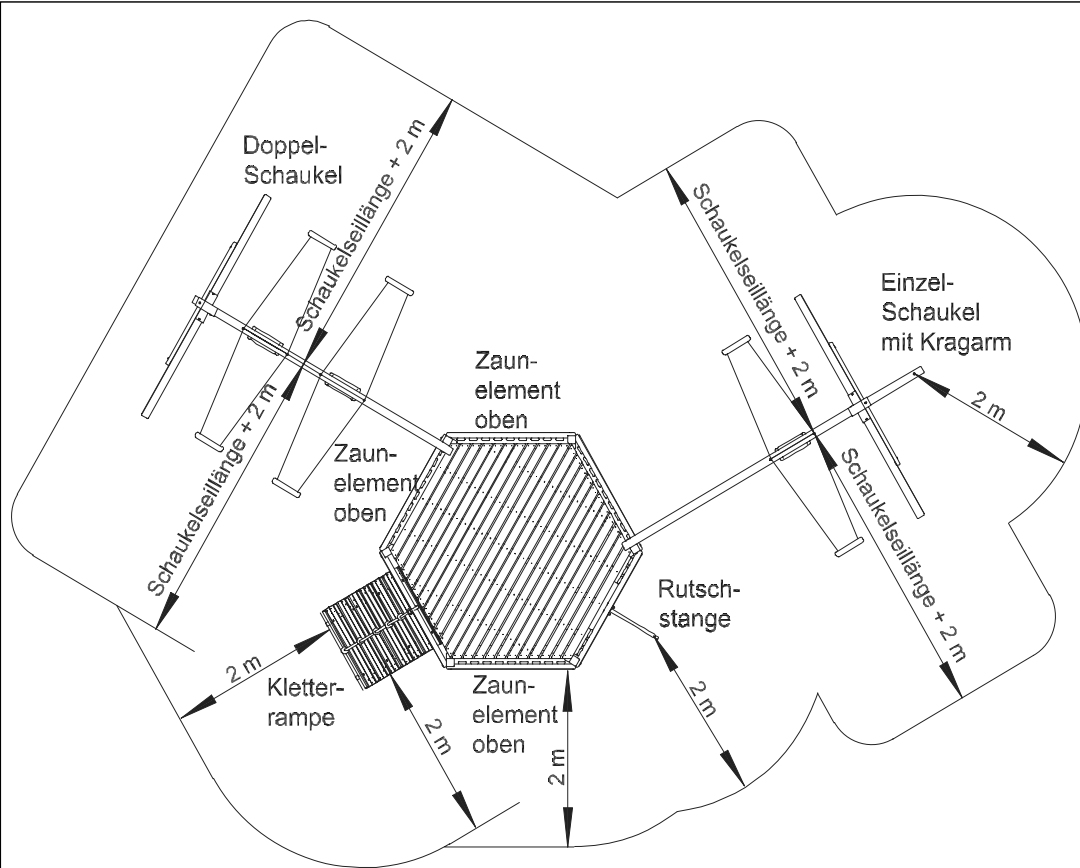 Doppel-
Schaukel
Schaukelseillänge + 2 m
Schaukelseillänge + 2 m
Schaukelseillänge + 2 m
Einzel-
Schaukel
mit Kragarm
2 m
Schaukelseillänge + 2 m
Zaun-
element
oben
Zaun-
element
oben
Rutsch-
stange
2 m
2 m
Kletter-
rampe
2 m
Zaun-
element
oben
2 m